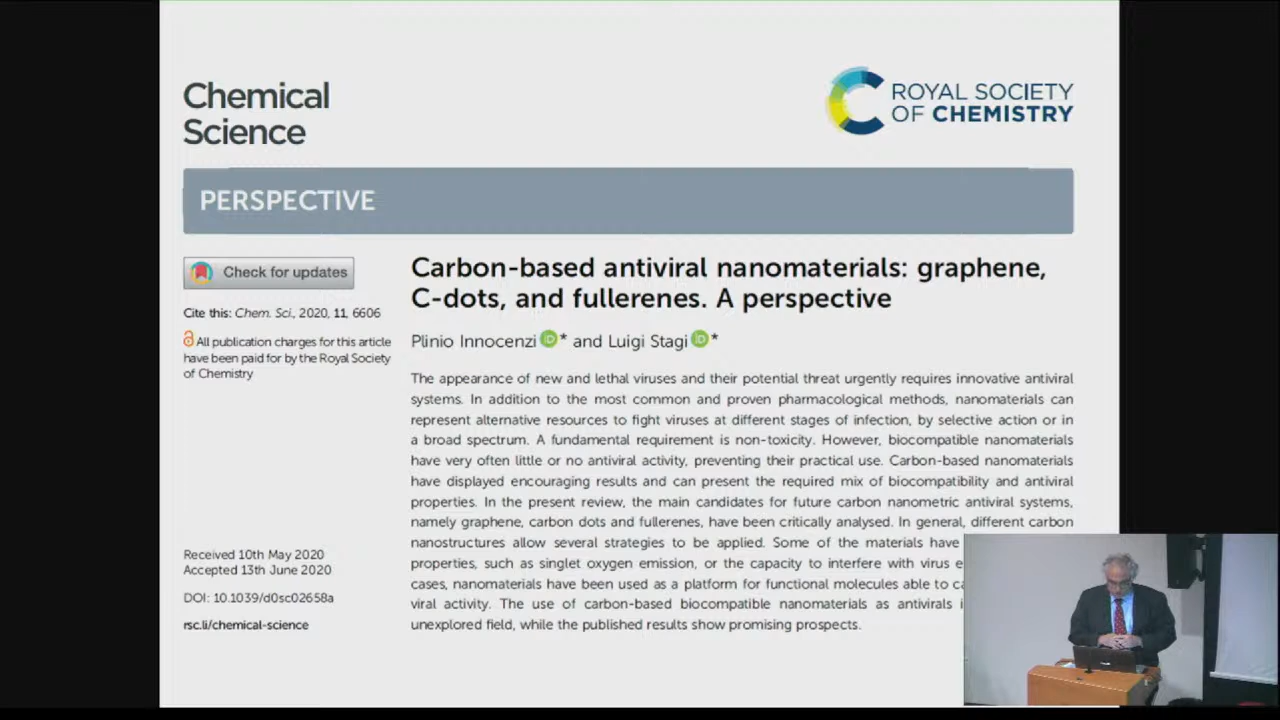 Chemical
Science
ROYAL SOCIETY
OF CHEMISTRY
PERSPECTIVE
Check for updates
Cite this: Chem. Sci., 2020, 11, 6606
All publication charges for this article
have been paid for by the Royal Society
of Chemistry
Received 10th May 2020
Accepted 13th June 2020
DOI: 10.1039/d0sc02658a
rsc.li/chemical-science
Carbon-based antiviral nanomaterials: graphene,
C-dots, and fullerenes. A perspective
Plinio Innocenzi iD * and Luigi Stagi iD *
The appearance of new and lethal viruses and their potential threat urgently requires innovative antiviral
systems. In addition to the most common and proven pharmacological methods, nanomaterials can
represent alternative resources to fight viruses at different stages of infection, by selective action or in
a broad spectrum. A fundamental requirement is non-toxicity. However, biocompatible nanomaterials
have very often little or no antiviral activity, preventing their practical use. Carbon-based nanomaterials
have displayed encouraging results and can present the required mix of biocompatibility and antiviral
properties. In the present review, the main candidates for future carbon nanometric antiviral systems,
namely graphene, carbon dots and fullerenes, have been critically analysed. In general, different carbon
nanostructures allow several strategies to be applied. Some of the materials have
properties, such as singlet oxygen emission, or the capacity to interfere with virus
cases, nanomaterials have been used as a platform for functional molecules able to
viral activity. The use of carbon-based biocompatible nanomaterials as antivirals
unexplored field, while the published results show promising prospects.